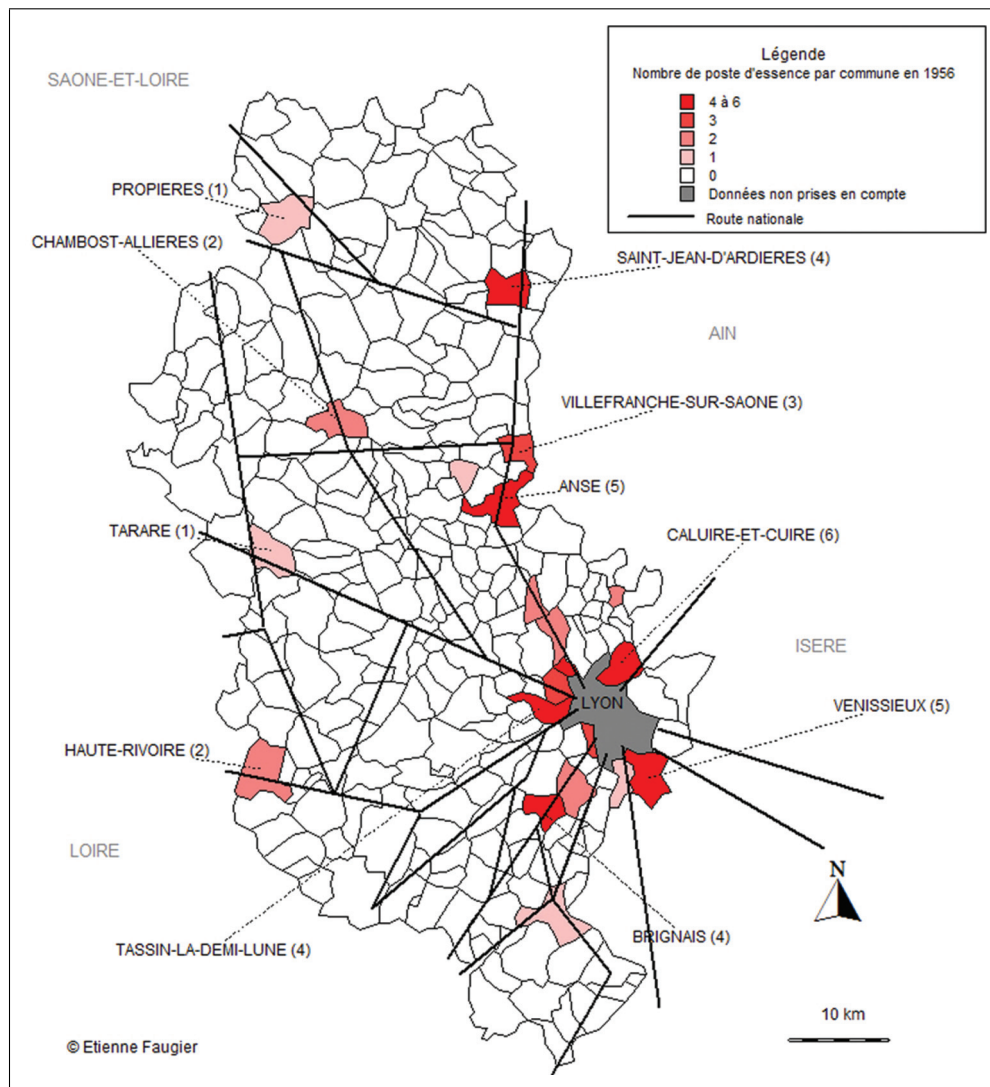 Légende
Nombre de poste d'essence par commune en 1956
4 à 6
3
2
1
0
Données non prises en compte
Route nationale
SAONE-ET-LOIRE
PROPIERES (1)
CHAMBOST-ALLIERES (2)
SAINT-JEAN-D'ARDIERES (4)
AIN
VILLEFRANCHE-SUR-SAONE (3)
ANSE (5)
TARARE (1)
CALUIRE-ET-CUIRE (6)
ISERE
LYON
VENISSIEUX (5)
HAUTE-RIVOIRE (2)
LOIRE
N
TASSIN-LA-DEMI-LUNE (4)
BRIGNAIS (4)
10 km
© Etienne Faugier